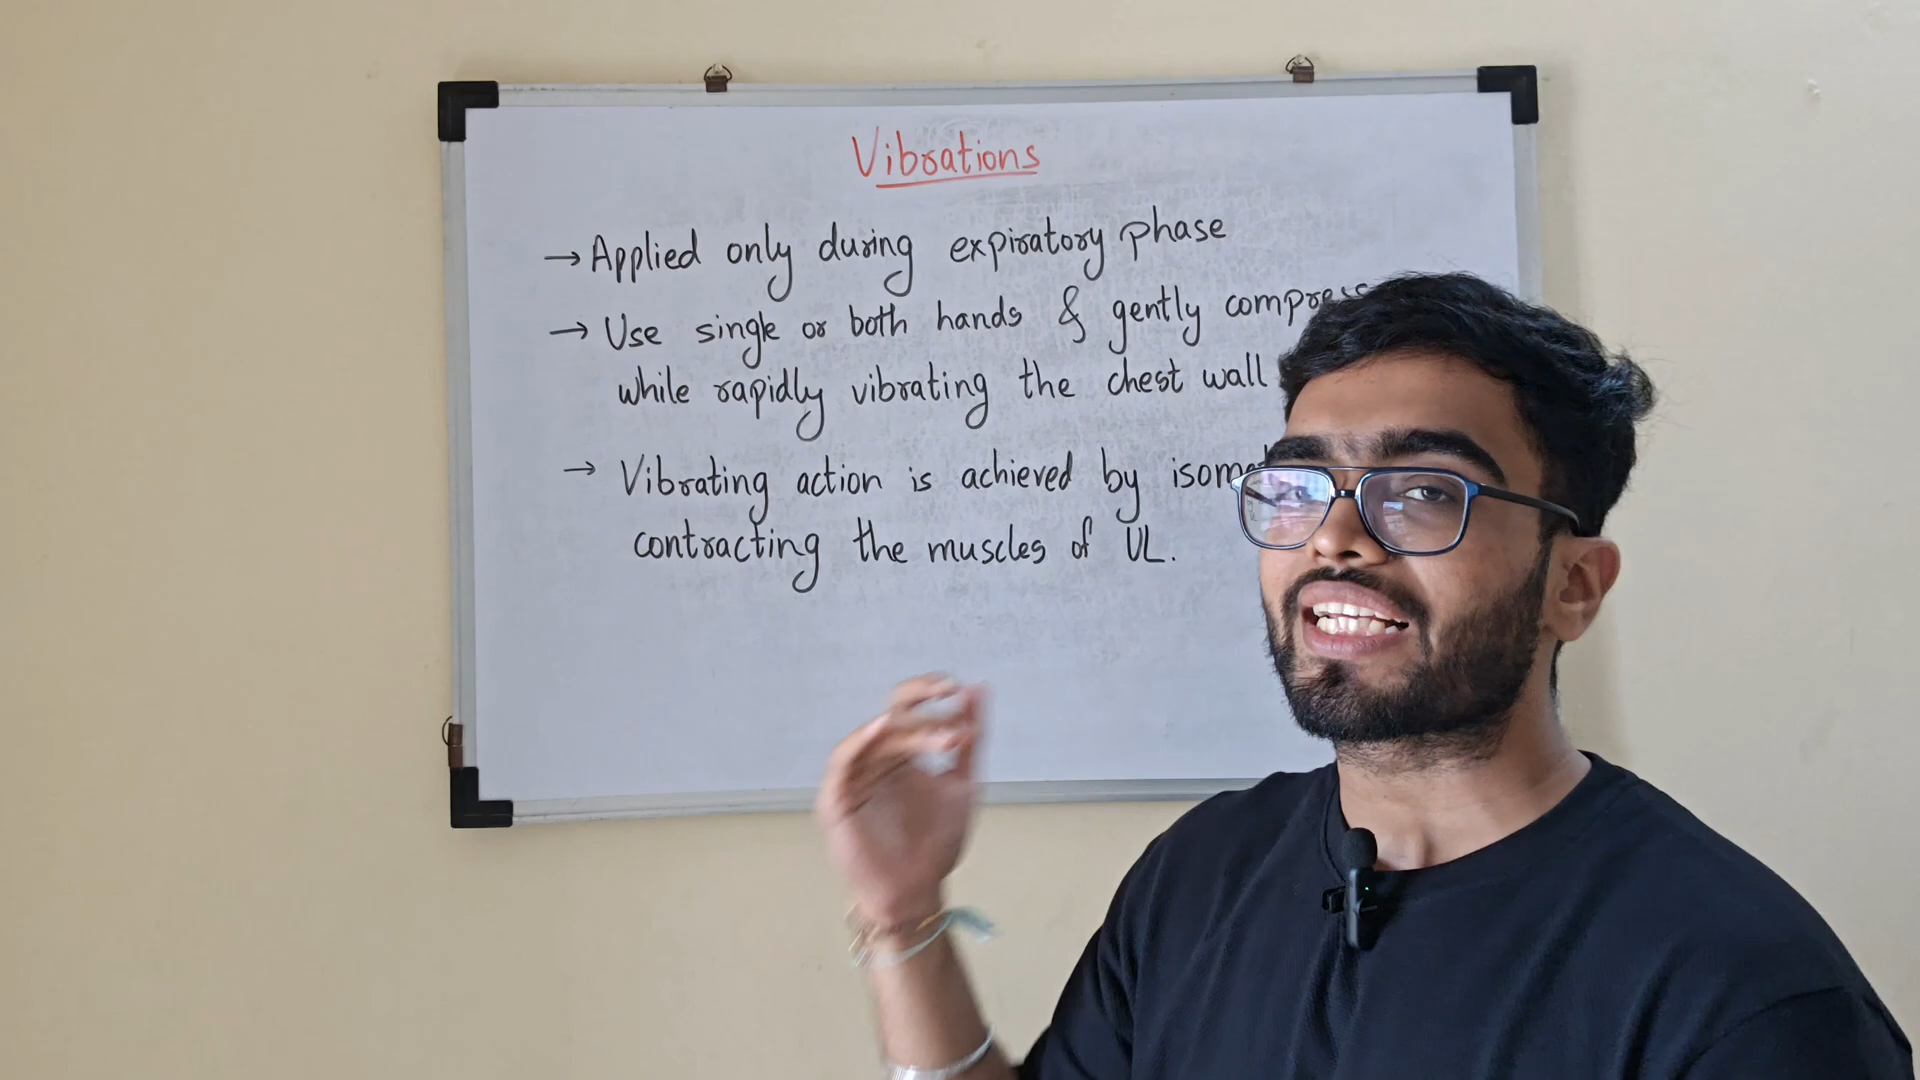 Vibrations
→ Applied only during expiratory phase
→ Use single or both hands & gently compress
while rapidly vibrating the chest wall
→ Vibrating action is achieved by
contracting the muscles of UL.